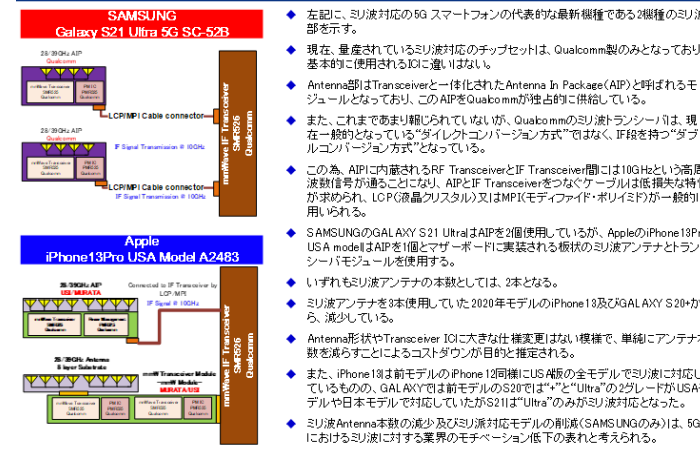 SAMSUNG
Galaxy S21 Ultra 5G SC-52B
28/39GHz AIP
Qualcomm
mmWave Transceiver
SMR526
Qualcomm
PMIC
Qualcomm
LCP/MPI Cable connector
IF Signal Transmission @ 10GHz
28/39GHz AIP
Qualcomm
mmWave Transceiver
SMR526
Qualcomm
PMIC
Qualcomm
LCP/MPI Cable connector
IF Signal Transmission @ 10GHz
mmWave IF Transceiver
SMR526
Qualcomm
Apple
iPhone13Pro USA Model A2483
28/39GHz AIP
USI/MURATA
Connected to IF Transceiver by
LCP/MPI
IF Signal @ 10GHz
mmWave Transceiver
SMR526
Qualcomm
Power Management
Qualcomm
28/39GHz Antenna
8 layer Substrate
mmW Transceiver Module
mmW Module
MURATA/USI
mmWave Transceiver
SMR526
Qualcomm
PMIC
Qualcomm
mmWave Transceiver
SMR526
Qualcomm
PMIC
Qualcomm
mmWave IF Transceiver
SMR526
Qualcomm
◆ 左記に、ミリ波対応の5G スマートフォンの代表的な最新機種である2機種のミリ波
部を示す。
◆ 現在、量産されているミリ波対応のチップセットは、Qualcomm製のみとなっており
基本的に使用されるICに違いはない。
◆ Antenna部はTransceiverと一体化されたAntenna In Package(AIP)と呼ばれるモ
ジュールとなっており、このAIPをQualcommが独占的に供給している。
◆ また、これまであまり報じられていないが、Qualcommのミリ波トランシーバは、現
在一般的となっている“ダイレクトコンバージョン方式”ではなく、IF段を持つ“ダブ
ルコンバージョン方式”となっている。
◆ この為、AIPに内蔵されるRF TransceiverとIF Transceiver間には10GHzという高周
波数信号が通ることになり、AIPとIF Transceiverをつなぐケーブルは低損失な特性
が求められ、LCP(液晶クリスタル)又はMPI(モディファイド・ポリイミド)が一般的に
用いられる。
◆ SAMSUNGのGALAXY S21 UltraはAIPを2個使用しているが、AppleのiPhone13Pro
USA modelはAIPを1個とマザーボードに実装される板状のミリ波アンテナとトラン
シーバモジュールを使用する。
◆ いずれもミリ波アンテナの本数としては、2本となる。
◆ ミリ波アンテナを3本使用していた2020年モデルのiPhone13及びGALAXY S20+か
ら、減少している。
◆ Antenna形状やTransceiver ICに大きな仕様変更はない模様で、単純にアンテナ本
数を減らすことによるコストダウンが目的と推定される。
◆ また、iPhone13は前モデルのiPhone12同様にUSA版の全モデルでミリ波に対応し
ているものの、GALAXYでは前モデルのS20では“+”と“Ultra”の2グレードがUSAモ
デルや日本モデルで対応していたがS21は“Ultra”のみがミリ波対応となった。
◆ ミリ波Antenna本数の減少及びミリ派対応モデルの削減(SAMSUNGのみ)は、5G
におけるミリ波に対する業界のモチベーション低下の表れと考えられる。